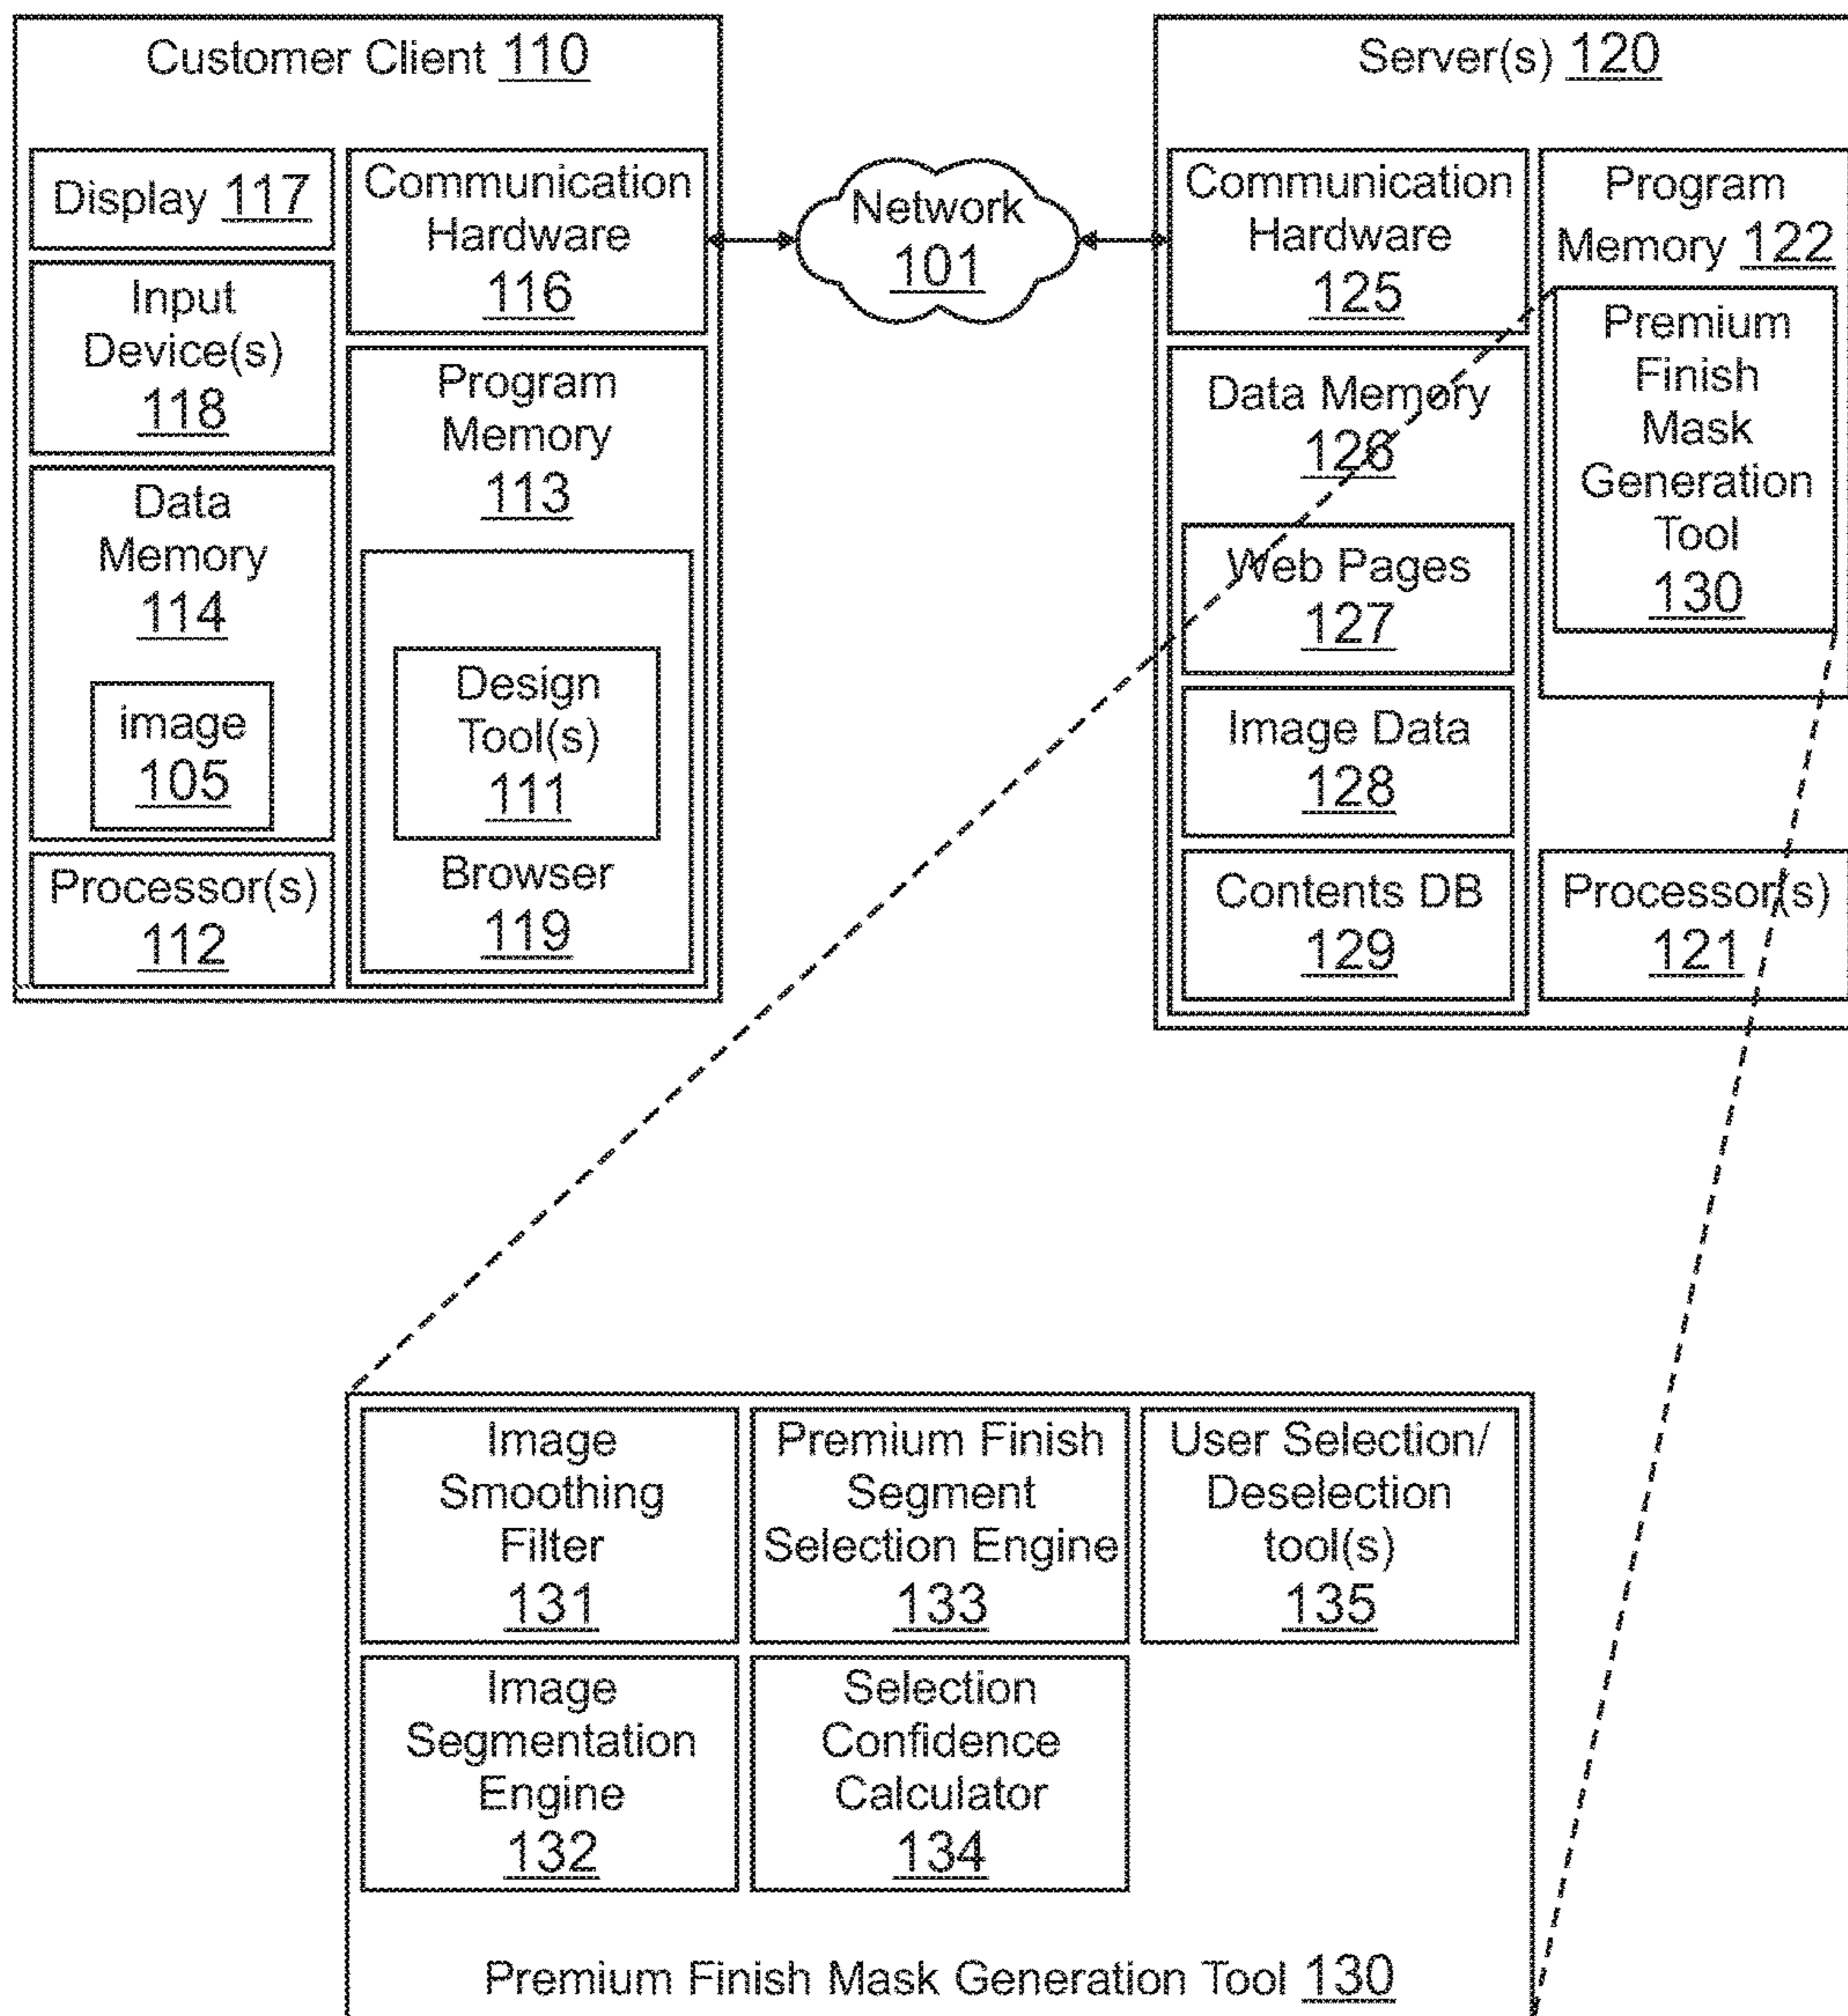 Customer Client 110
Display 117
Input
Device(s)
118
Data
Memory
114
image
105
Processor(s)
112
Communication
Hardware
116
Program
Memory
113
Design
Tool(s)
111
Browser
119
Network
101
Server(s) 120
Communication
Hardware
125
Data Memory
126
Web Pages
127
Image Data
128
Contents DB
129
Program
Memory 122
Premium
Finish
Mask
Generation
Tool
130
Processor(s)
121
Image
Smoothing
Filter
131
Premium Finish
Segment
Selection Engine
133
User Selection/
Deselection
tool(s)
135
Image
Segmentation
Engine
132
Selection
Confidence
Calculator
134
Premium Finish Mask Generation Tool 130